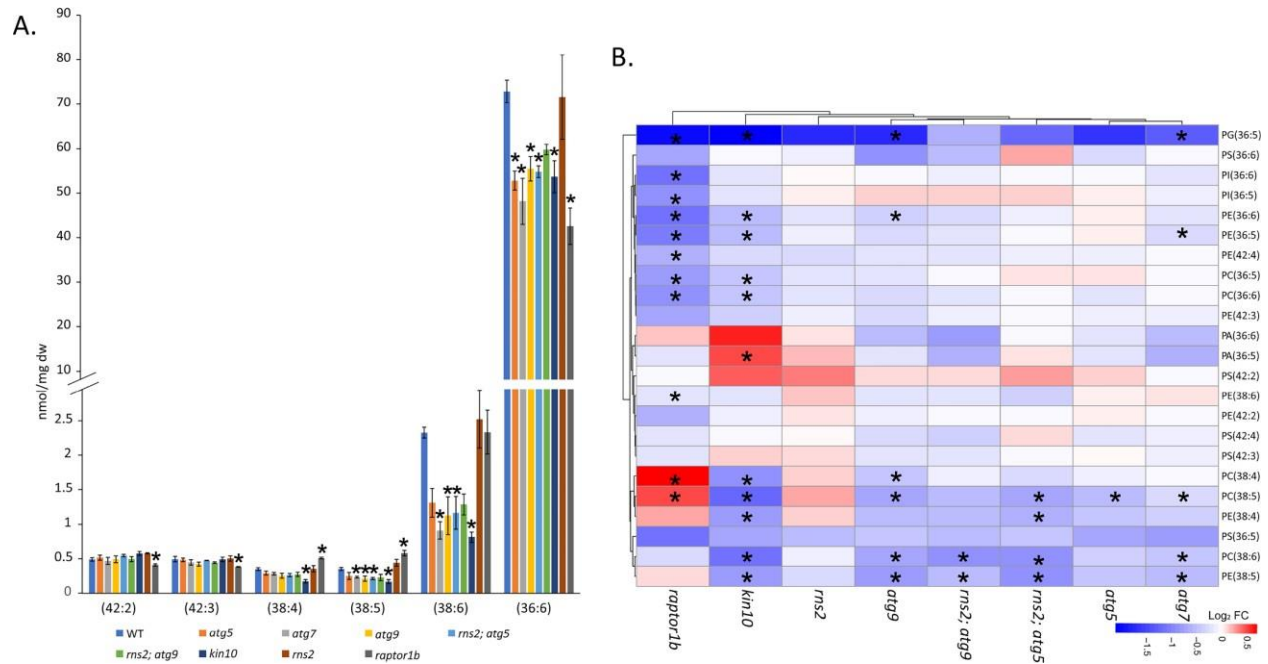 A.
90
80
70
60
50
40
30
20
10
2.5
2
1.5
1
0.5
0
nmol/mg dw
* * * * * *
* * * *
* * * * * * * * * *
(42:2) (42:3) (38:4) (38:5) (38:6) (36:6)
WT atg5 atg7 atg9 rns2; atg5
rns2; atg9 kin10 rns2 raptor1b
B.
* * * * PG(36:5)
PS(36:6)
* PI(36:6)
* PI(36:5)
* * * PE(36:6)
* * * PE(36:5)
* PE(42:4)
* * PC(36:5)
* * PC(36:6)
PE(42:3)
PA(36:6)
* PA(36:5)
PS(42:2)
* PE(38:6)
PE(42:2)
PS(42:4)
PS(42:3)
* * * PC(38:4)
* * * * * * PC(38:5)
* * PE(38:4)
PS(36:5)
* * * * * PC(38:6)
* * * * * PE(38:5)
raptor1b kin10 rns2 atg9 rns2; atg9 rns2; atg5 atg5 atg7
Log₂ FC
−1.5 −1 −0.5 0 0.5